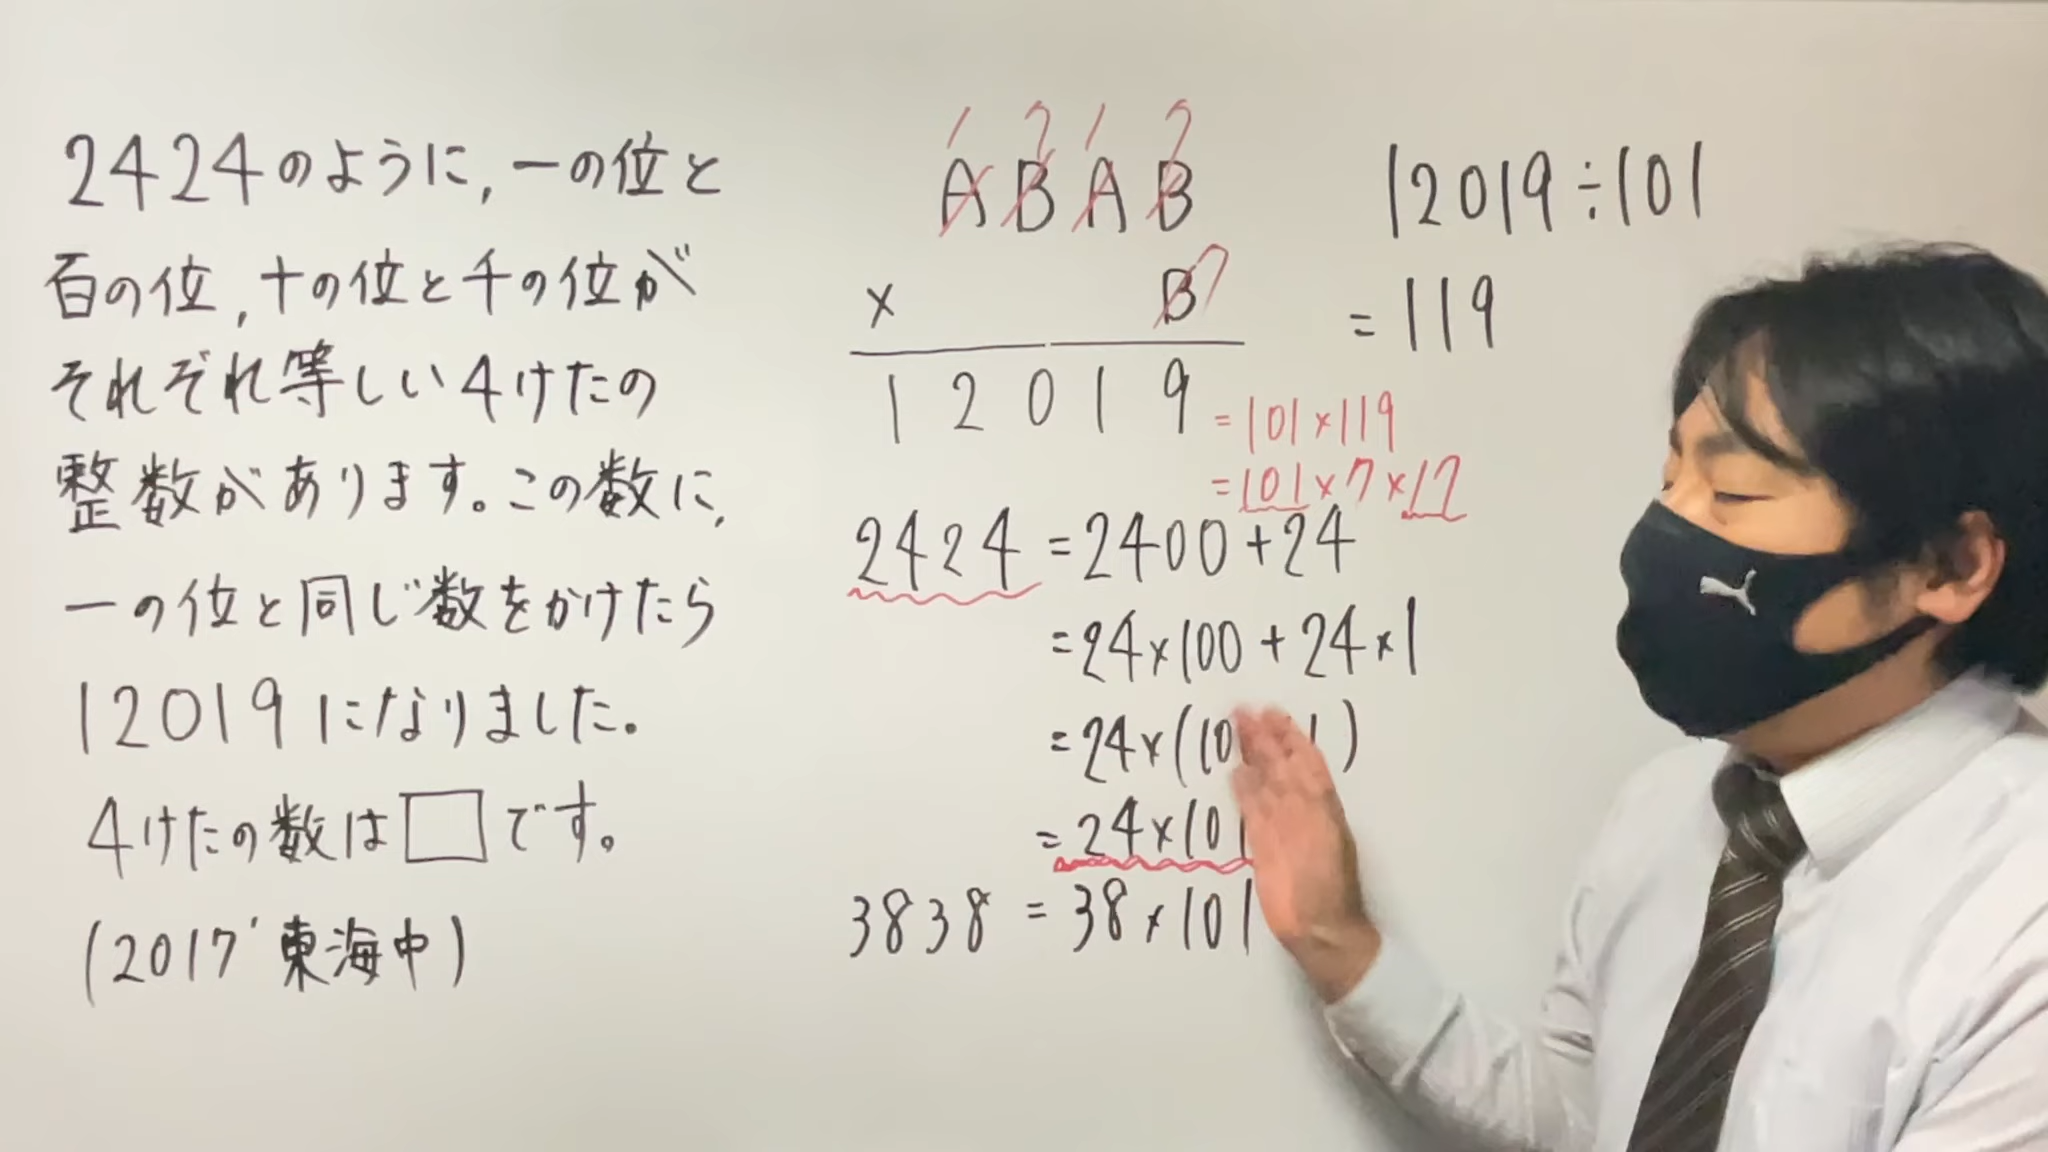 2424のように,一の位と
百の位,十の位と千の位が
それぞれ等しい4けたの
整数があります。この数に,
一の位と同じ数をかけたら
12019になりました。
4けたの数は□です。
(2017'東海中)
1 7 1 7
A B A B
× B 7
1 2 0 1 9
=101×119
=101×7×17
2424=2400+24
=24×100+24×1
=24×(10 1)
=24×101
3838=38×101
12019÷101
=119